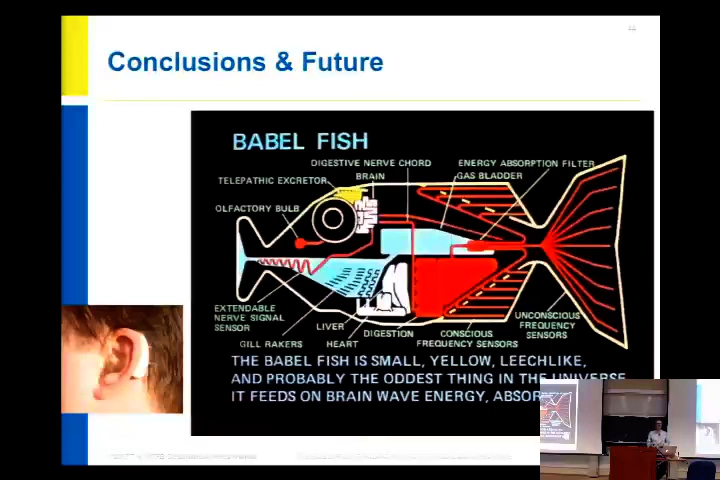 Conclusions & Future
BABEL FISH
DIGESTIVE NERVE CHORD
ENERGY ABSORPTION FILTER
TELEPATHIC EXCRETOR
BRAIN
GAS BLADDER
OLFACTORY BULB
EXTENDABLE
NERVE SIGNAL
SENSOR
GILL RAKERS
LIVER
HEART
DIGESTION
CONSCIOUS
FREQUENCY SENSORS
UNCONSCIOUS
FREQUENCY
SENSORS
THE BABEL FISH IS SMALL, YELLOW, LEECHLIKE,
AND PROBABLY THE ODDEST THING IN THE UNIVERSE
IT FEEDS ON BRAIN WAVE ENERGY, ABSOR